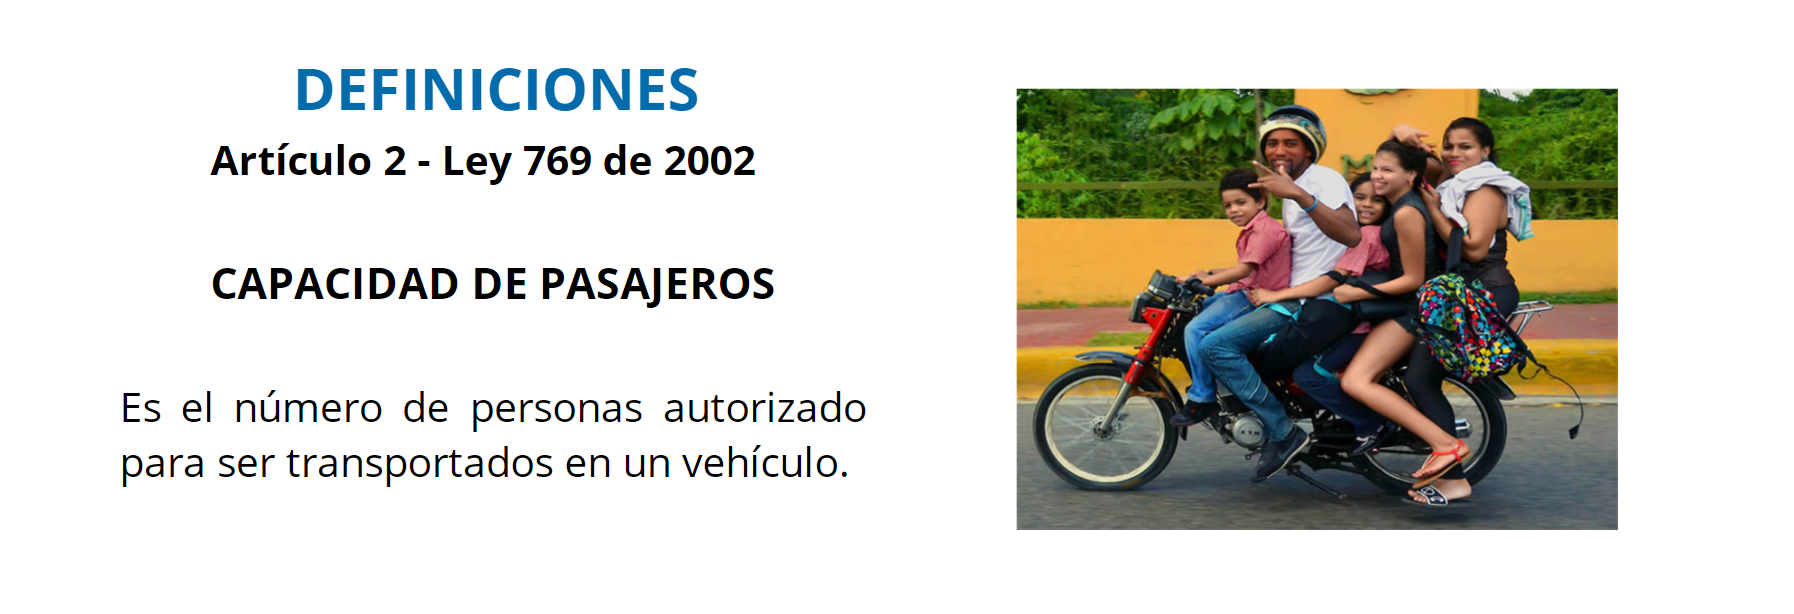 DEFINICIONES
Artículo 2 - Ley 769 de 2002
CAPACIDAD DE PASAJEROS
Es el número de personas autorizado
para ser transportados en un vehículo.